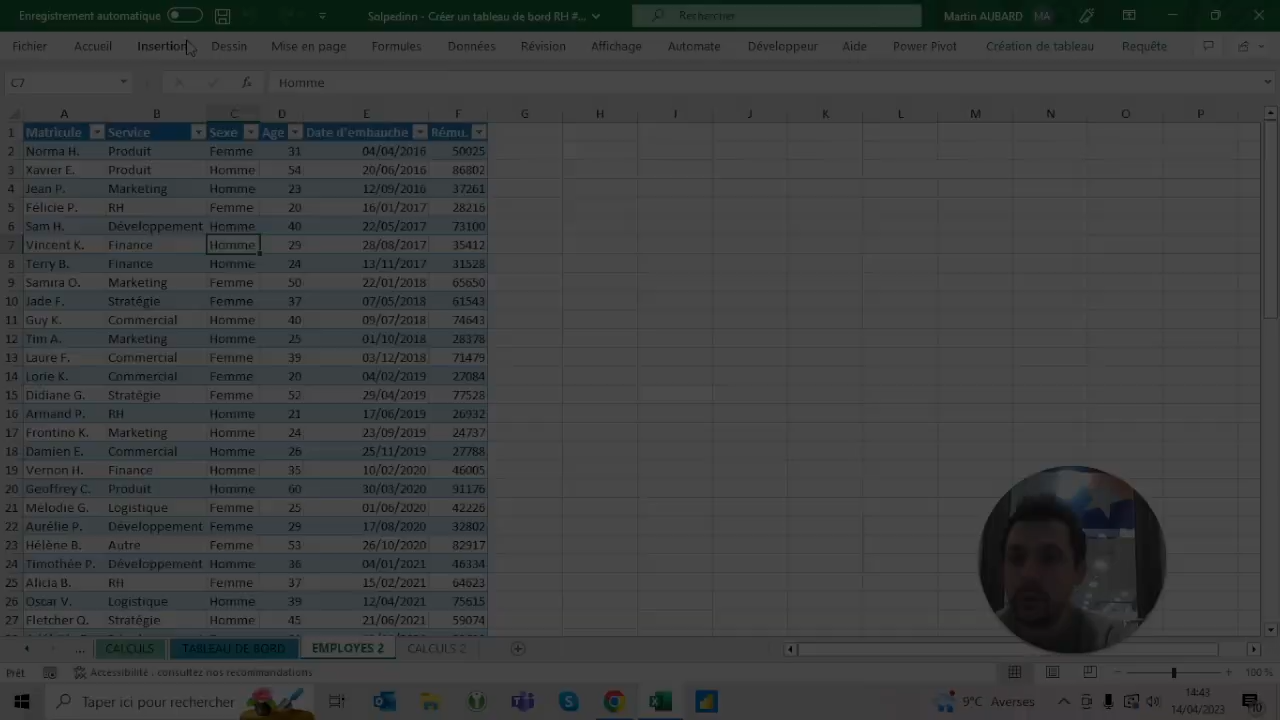 Enregistrement automatique
Solpedinn - Créer un tableau de bord RH #...
Rechercher
Martin AUBARD MA
Fichier Accueil Insertion Dessin Mise en page Formules Données Révision Affichage Automate Développeur Aide Power Pivot Création de tableau Requête
C7 fx Homme
A B C D E F G H I J K L M N O P
1 Matricule Service Sexe Age Date d'embauche Rému.
2 Norma H. Produit Femme 31 04/04/2016 50025
3 Xavier E. Produit Homme 54 20/06/2016 86802
4 Jean P. Marketing Homme 23 12/09/2016 37261
5 Félicie P. RH Femme 20 16/01/2017 28216
6 Sam H. Développement Homme 40 22/05/2017 73100
7 Vincent K. Finance Homme 29 28/08/2017 35412
8 Terry B. Finance Homme 24 13/11/2017 31528
9 Samira O. Marketing Femme 50 22/01/2018 65650
10 Jade F. Stratégie Femme 37 07/05/2018 61543
11 Guy K. Commercial Homme 40 09/07/2018 74643
12 Tim A. Marketing Homme 25 01/10/2018 28378
13 Laure F. Commercial Femme 39 03/12/2018 71479
14 Lorie K. Commercial Femme 20 04/02/2019 27084
15 Didiane G. Stratégie Femme 52 29/04/2019 77528
16 Armand P. RH Homme 21 17/06/2019 26932
17 Frontino K. Marketing Homme 24 23/09/2019 24737
18 Damien E. Commercial Homme 26 25/11/2019 27788
19 Vernon H. Finance Homme 35 10/02/2020 46005
20 Geoffrey C. Produit Homme 60 30/03/2020 91176
21 Melodie G. Logistique Femme 25 01/06/2020 42226
22 Aurélie P. Développement Femme 29 17/08/2020 32802
23 Hélène B. Autre Femme 53 26/10/2020 82917
24 Timothée P. Développement Homme 36 04/01/2021 46334
25 Alicia B. RH Femme 37 15/02/2021 64623
26 Oscar V. Logistique Homme 39 12/04/2021 75615
27 Fletcher Q. Stratégie Homme 45 21/06/2021 59074
... CALCULS TABLEAU DE BORD EMPLOYES 2 CALCULS 2
Prêt Accessibilité : consultez nos recommandations 100 %
Taper ici pour rechercher 9°C Averses 14:43
14/04/2023